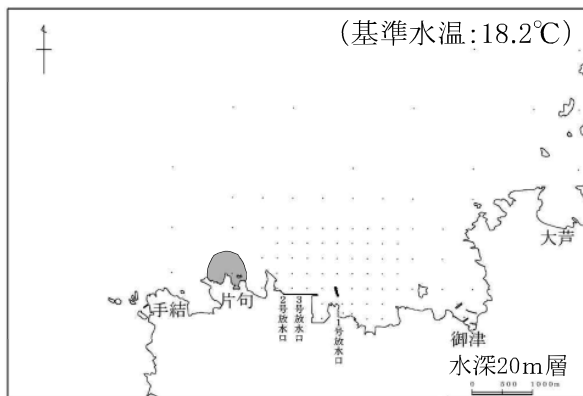 (基準水温:18.2℃)
大芦
手結
片句
2号放水口
3号放水口
1号放水口
御津
水深20m層
0 500 1000m